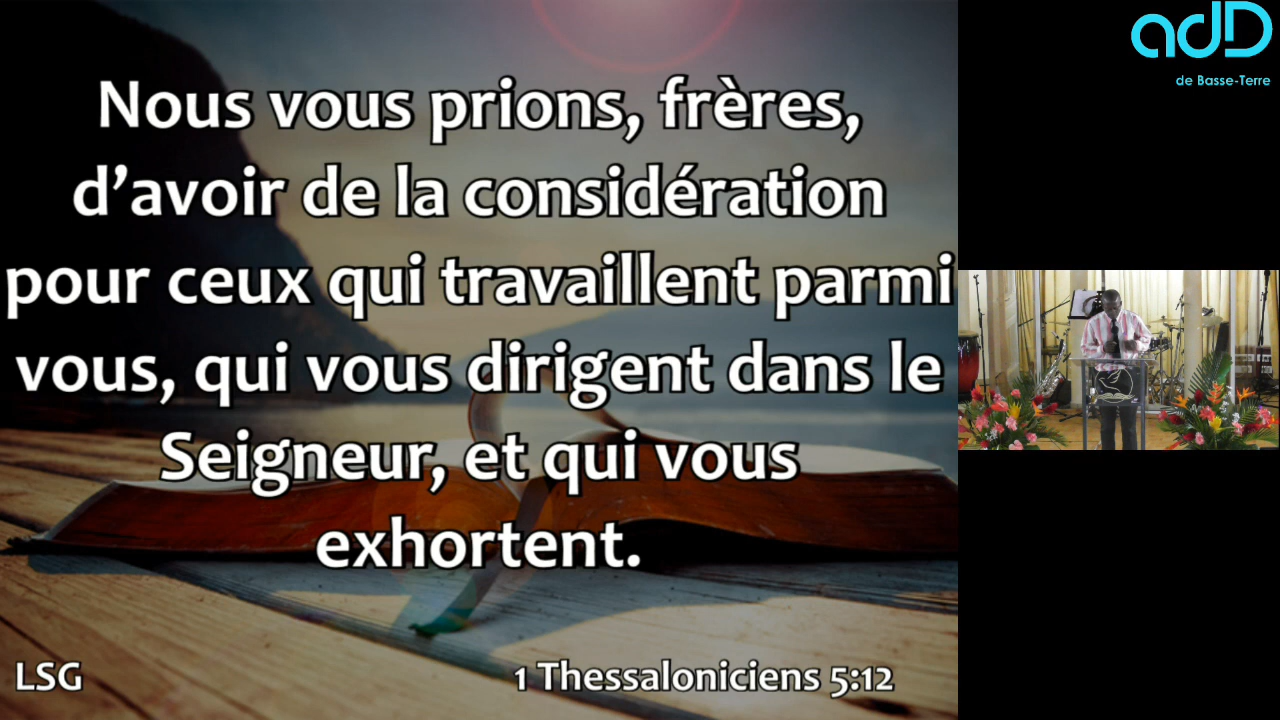 Nous vous prions, frères,
d’avoir de la considération
pour ceux qui travaillent parmi
vous, qui vous dirigent dans le
Seigneur, et qui vous
exhortent.
LSG
1 Thessaloniciens 5:12
adD
de Basse-Terre